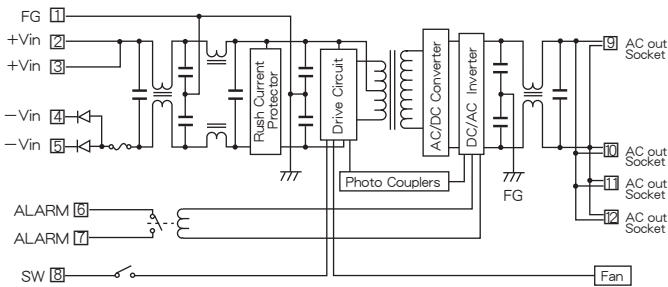 FG 1
+Vin 2
+Vin 3
−Vin 4
−Vin 5
ALARM 6
ALARM 7
SW 8
Rush Current
Protector
Drive Circuit
Photo Couplers
AC/DC Converter
DC/AC Inverter
FG
Fan
9 AC out
Socket
10 AC out
Socket
11 AC out
Socket
12 AC out
Socket